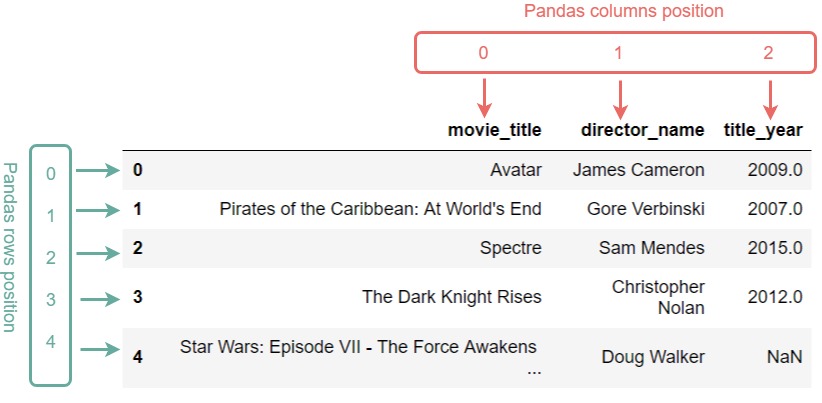 Pandas columns position
0 1 2
movie_title director_name title_year
Pandas rows position
0 0 Avatar James Cameron 2009.0
1 1 Pirates of the Caribbean: At World's End Gore Verbinski 2007.0
2 2 Spectre Sam Mendes 2015.0
3 3 The Dark Knight Rises Christopher Nolan 2012.0
4 4 Star Wars: Episode VII - The Force Awakens ... Doug Walker NaN